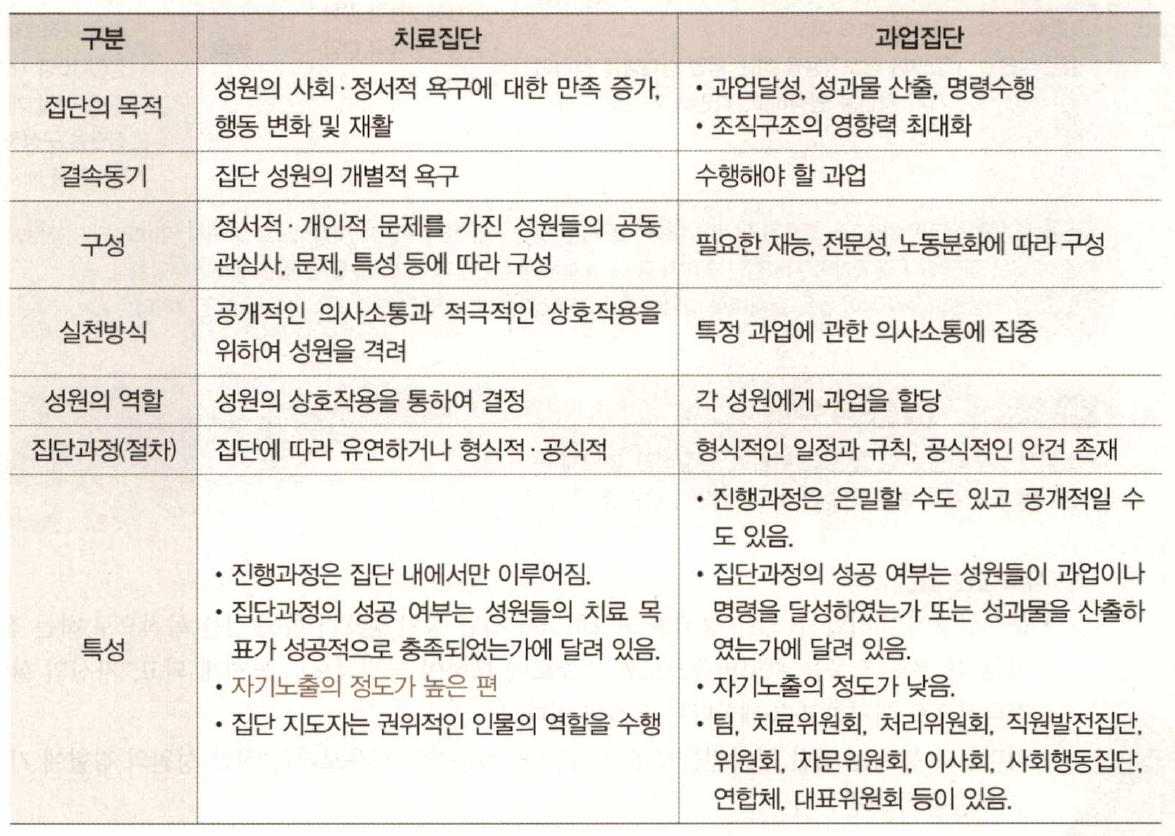 구분 치료집단 과업집단
집단의 목적
성원의 사회·정서적 욕구에 대한 만족 증가,
행동 변화 및 재활
• 과업달성, 성과물 산출, 명령수행
• 조직구조의 영향력 최대화
결속동기 집단 성원의 개별적 욕구 수행해야 할 과업
구성
정서적·개인적 문제를 가진 성원들의 공동
관심사, 문제, 특성 등에 따라 구성
필요한 재능, 전문성, 노동분화에 따라 구성
실천방식
공개적인 의사소통과 적극적인 상호작용을
위하여 성원을 격려
특정 과업에 관한 의사소통에 집중
성원의 역할 성원의 상호작용을 통하여 결정 각 성원에게 과업을 할당
집단과정(절차) 집단에 따라 유연하거나 형식적·공식적 형식적인 일정과 규칙, 공식적인 안건 존재
특성
• 진행과정은 집단 내에서만 이루어짐.
• 집단과정의 성공 여부는 성원들의 치료 목
표가 성공적으로 충족되었는가에 달려 있음.
• 자기노출의 정도가 높은 편
• 집단 지도자는 권위적인 인물의 역할을 수행
• 진행과정은 은밀할 수도 있고 공개적일 수
도 있음.
• 집단과정의 성공 여부는 성원들이 과업이나
명령을 달성하였는가 또는 성과물을 산출하
였는가에 달려 있음.
• 자기노출의 정도가 낮음.
• 팀, 치료위원회, 처리위원회, 직원발전집단,
위원회, 자문위원회, 이사회, 사회행동집단,
연합체, 대표위원회 등이 있음.